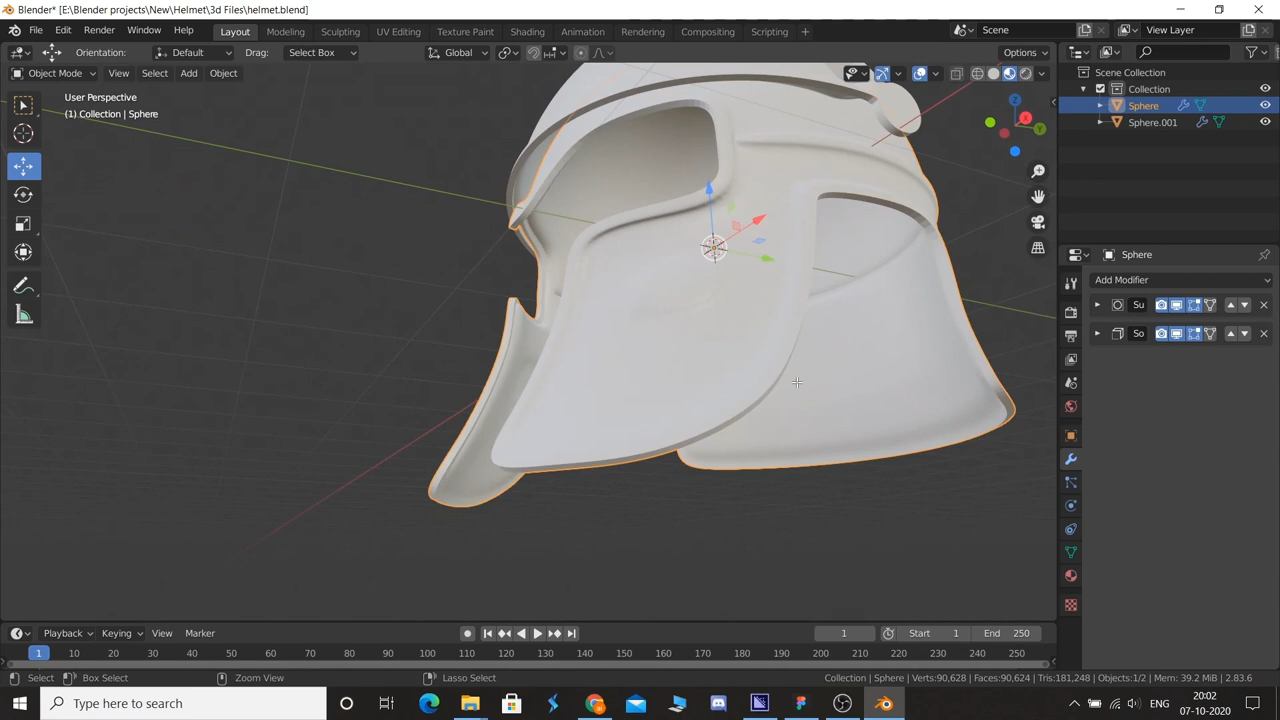 Blender* [E:\Blender projects\New\Helmet\3d Files\helmet.blend]
File Edit Render Window Help Layout Modeling Sculpting UV Editing Texture Paint Shading Animation Rendering Compositing Scripting + Scene View Layer
Orientation: Default Drag: Select Box Global Options
Object Mode View Select Add Object
User Perspective
(1) Collection | Sphere
Scene Collection
Collection
Sphere
Sphere.001
Sphere
Add Modifier
Su
So
X
Y
Z
Playback Keying View Marker 1 Start 1 End 250
1 10 20 30 40 50 60 70 80 90 100 110 120 130 140 150 160 170 180 190 200 210 220 230 240 250
Select Box Select Zoom View Lasso Select Collection | Sphere | Verts:90,628 | Faces:90,624 | Tris:181,248 | Objects:1/2 | Mem: 39.2 MiB | 2.83.6
Type here to search
ENG
20:02
07-10-2020